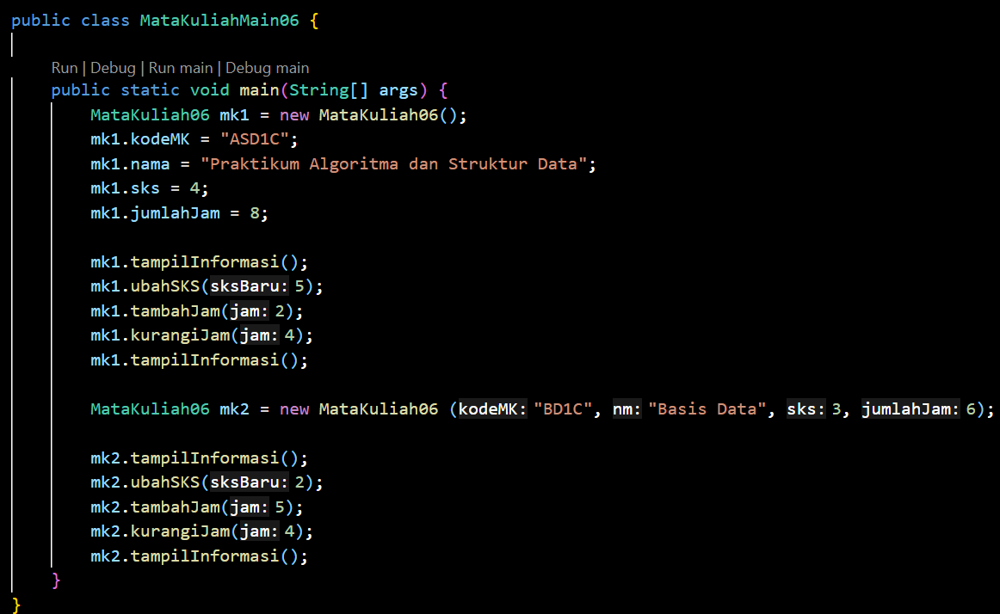 public class MataKuliahMain06 {
Run | Debug | Run main | Debug main
public static void main(String[] args) {
MataKuliah06 mk1 = new MataKuliah06();
mk1.kodeMK = "ASD1C";
mk1.nama = "Praktikum Algoritma dan Struktur Data";
mk1.sks = 4;
mk1.jumlahJam = 8;
mk1.tampilInformasi();
mk1.ubahSKS(sksBaru: 5);
mk1.tambahJam(jam: 2);
mk1.kurangiJam(jam: 4);
mk1.tampilInformasi();
MataKuliah06 mk2 = new MataKuliah06 (kodeMK: "BD1C", nm: "Basis Data", sks: 3, jumlahJam: 6);
mk2.tampilInformasi();
mk2.ubahSKS(sksBaru: 2);
mk2.tambahJam(jam: 5);
mk2.kurangiJam(jam: 4);
mk2.tampilInformasi();
}
}